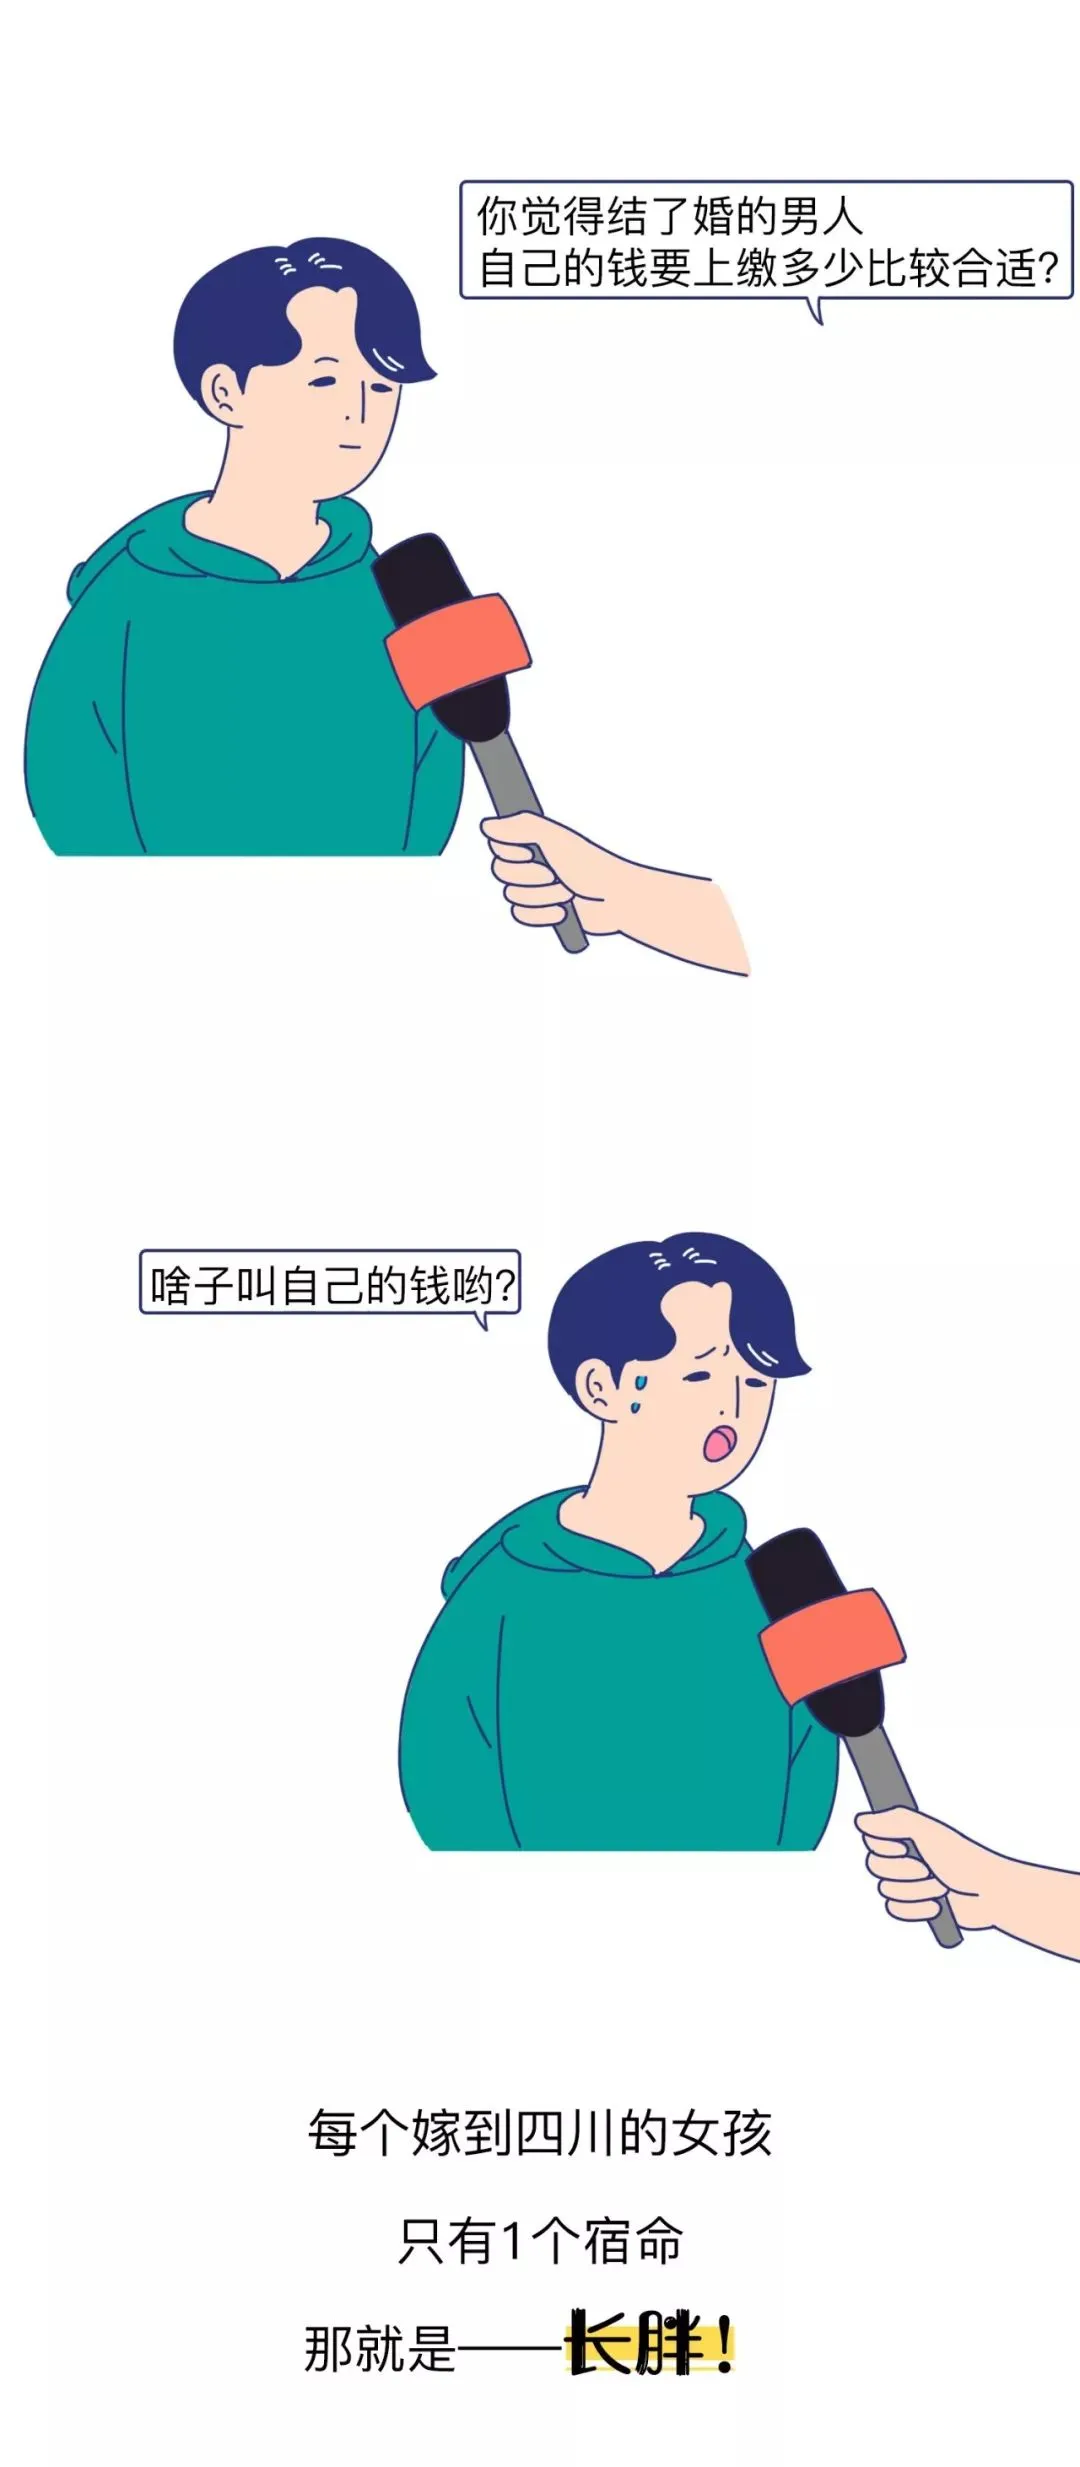 你觉得结了婚的男人
自己的钱要上缴多少比较合适?
啥子叫自己的钱哟?
每个嫁到四川的女孩
只有1个宿命
那就是——长胖!